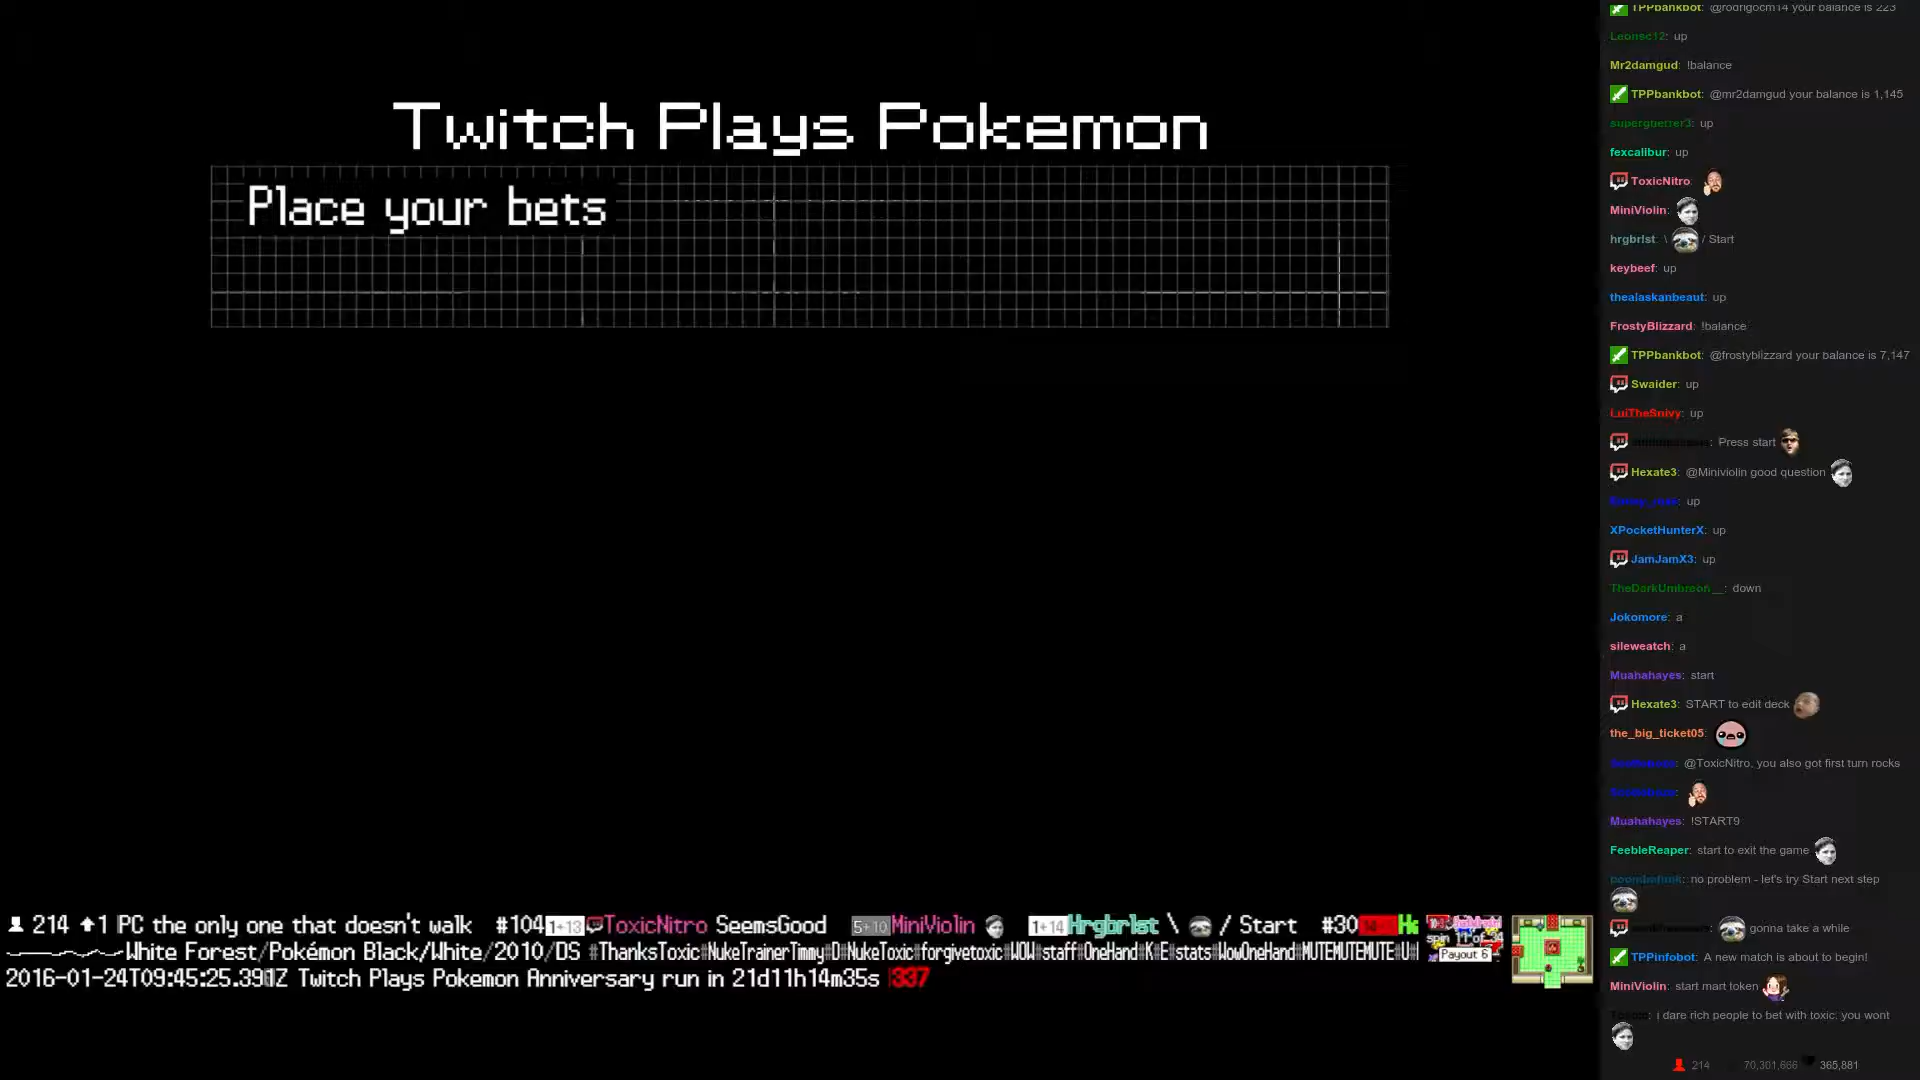 Twitch Plays Pokemon
Place your bets
214 1 PC the only one that doesn't walk #104 1+13 ToxicNitro SeemsGood 5+10 MiniViolin 1+14 Hrgbrlst \ / Start #30
White Forest/Pokémon Black/White/2010/DS #ThanksToxic#NukeTrainerTimmy#D#NukeToxic#forgivetoxic#WOW#staff#OneHand#K#E#stats#WowOneHand#MUTEMUTEMUTE#U#
Payout 6
2016-01-24T09:45:25. Twitch Plays Pokemon Anniversary run in 21d11h14m35s 337
TPPbankbot: @rodrigocm14 your balance is 223
Leonsc12: up
Mr2damgud: !balance
TPPbankbot: @mr2damgud your balance is 1,145
superguerrer3: up
fexcalibur: up
ToxicNitro:
MiniViolin:
hrgbrlst: \ / Start
keybeef: up
thealaskanbeaut: up
FrostyBlizzard: !balance
TPPbankbot: @frostyblizzard your balance is 7,147
Swaider: up
LuiTheSnivy: up
: Press start
Hexate3: @Miniviolin good question
: up
XPocketHunterX: up
JamJamX3: up
TheDarkUmbreon__: down
Jokomore: a
sileweatch: a
Muahahayes: start
Hexate3: START to edit deck
the_big_ticket05:
: @ToxicNitro, you also got first turn rocks
Muahahayes: !START9
FeebleReaper: start to exit the game
: no problem - let's try Start next step
: gonna take a while
TPPinfobot: A new match is about to begin!
MiniViolin: start mart token
: i dare rich people to bet with toxic. you wont
214 70,301,666 365,881